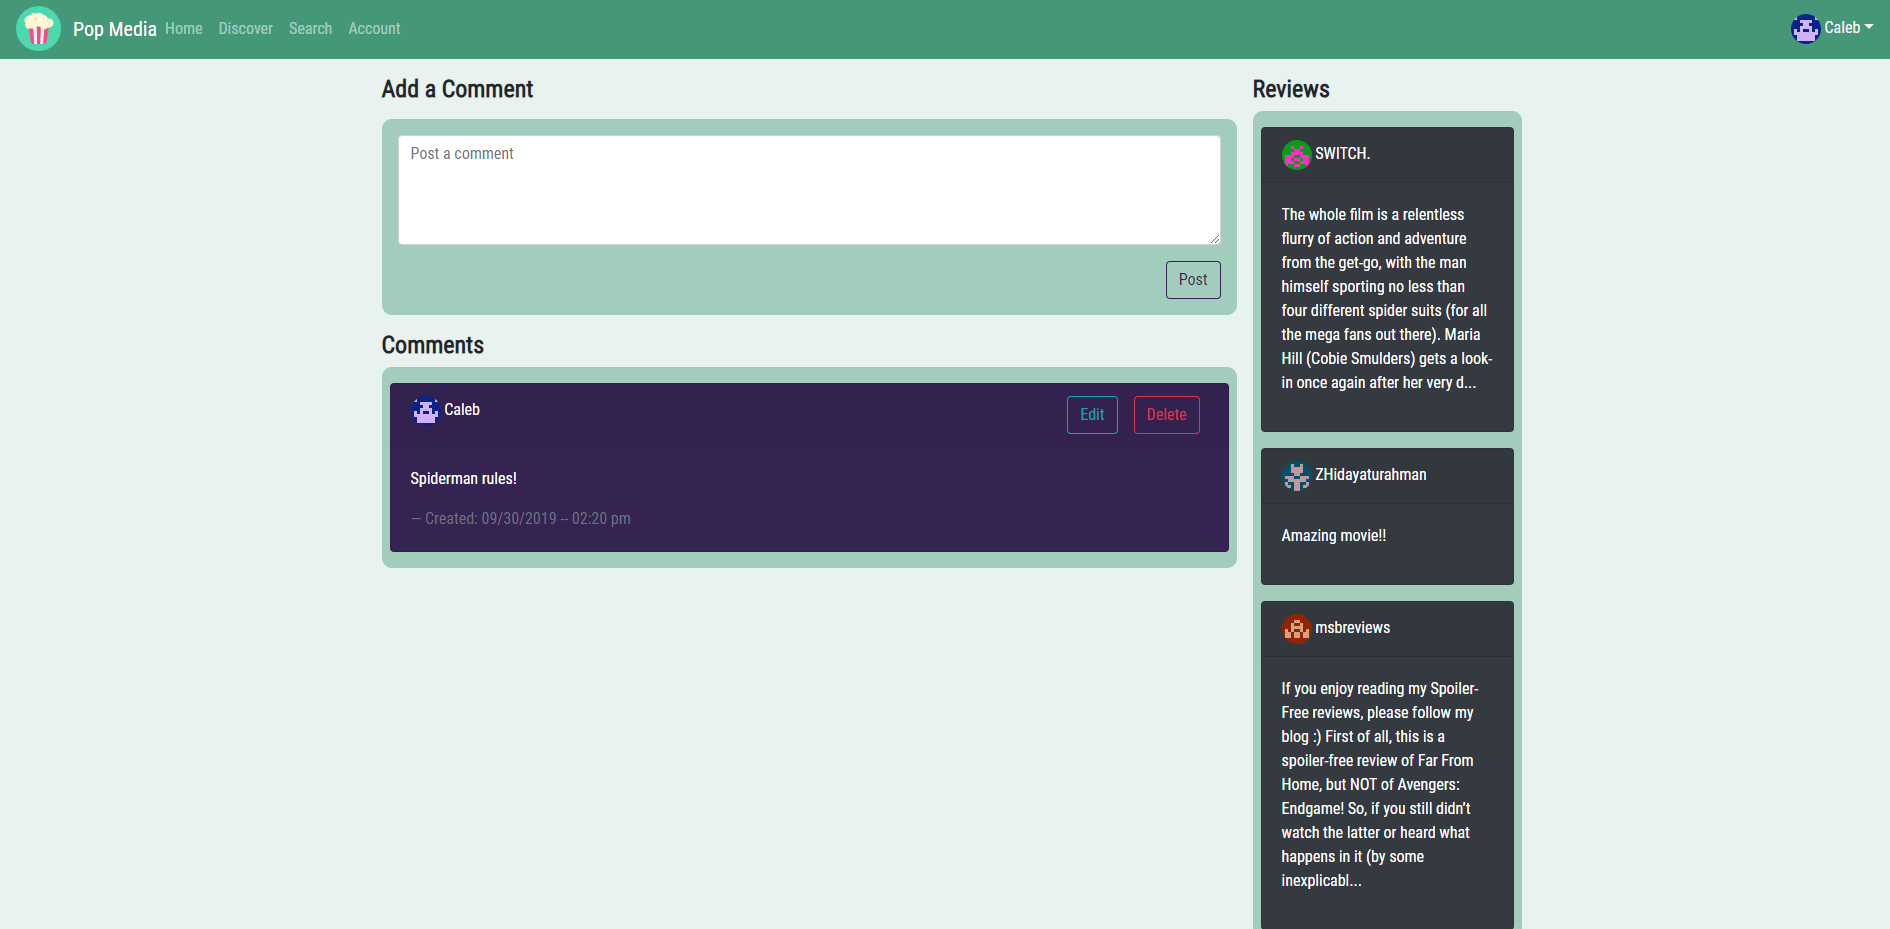 Pop Media Home Discover Search Account Caleb
Add a Comment
Post a comment
Post
Comments
Caleb Edit Delete
Spiderman rules!
— Created: 09/30/2019 -- 02:20 pm
Reviews
SWITCH.
The whole film is a relentless
flurry of action and adventure
from the get-go, with the man
himself sporting no less than
four different spider suits (for all
the mega fans out there). Maria
Hill (Cobie Smulders) gets a look-
in once again after her very d...
ZHidayaturahman
Amazing movie!!
msbreviews
If you enjoy reading my Spoiler-
Free reviews, please follow my
blog :) First of all, this is a
spoiler-free review of Far From
Home, but NOT of Avengers:
Endgame! So, if you still didn’t
watch the latter or heard what
happens in it (by some
inexplicabl...